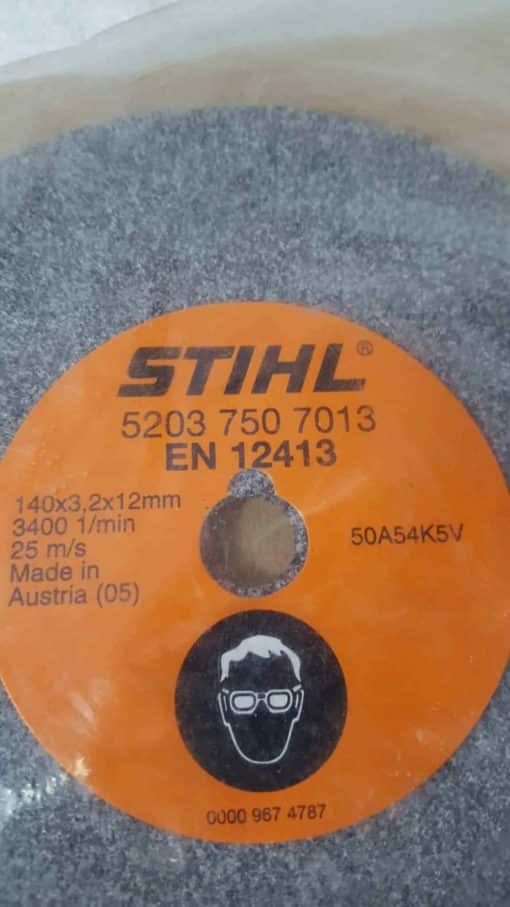 STIHL®
5203 750 7013
EN 12413
140x3,2x12mm
3400 1/min
25 m/s
Made in
Austria (05)
50A54K5V
0000 967 4787